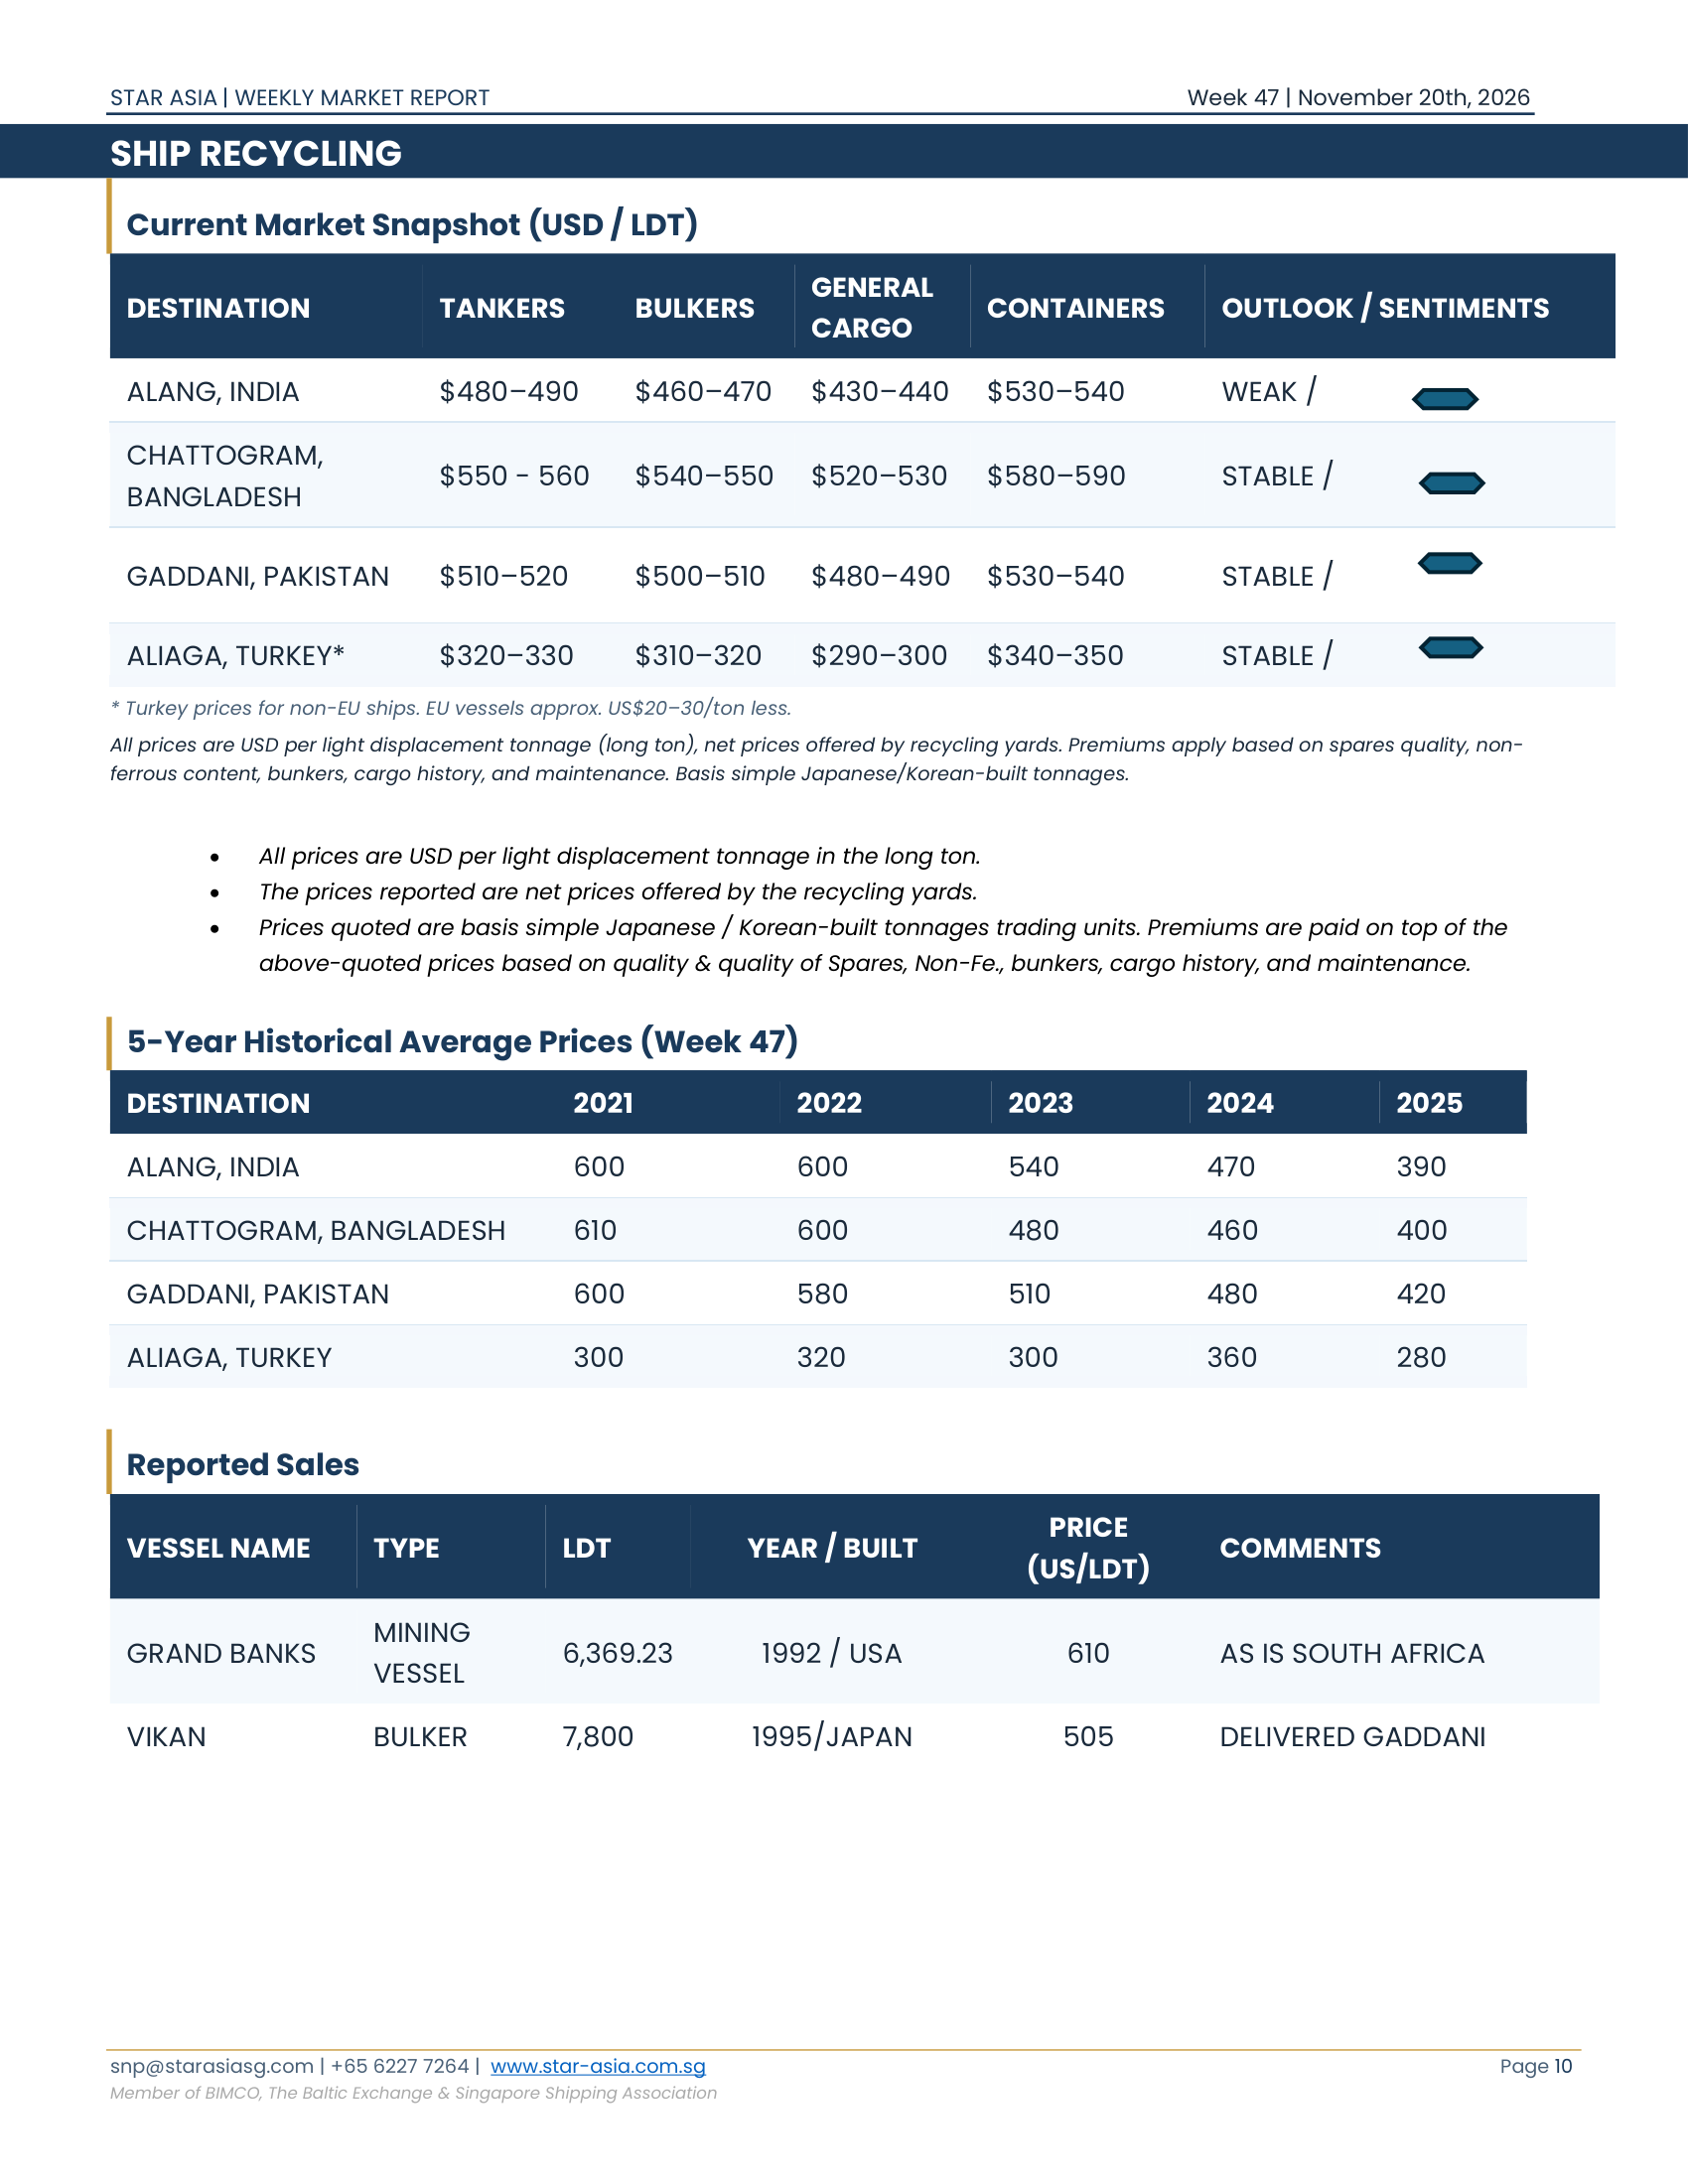 STAR ASIA | WEEKLY MARKET REPORT Week 47 | November 20th, 2026
SHIP RECYCLING
Current Market Snapshot (USD / LDT)
DESTINATION TANKERS BULKERS GENERAL CARGO CONTAINERS OUTLOOK / SENTIMENTS
ALANG, INDIA $480–490 $460–470 $430–440 $530–540 WEAK /
CHATTOGRAM, BANGLADESH $550 - 560 $540–550 $520–530 $580–590 STABLE /
GADDANI, PAKISTAN $510–520 $500–510 $480–490 $530–540 STABLE /
ALIAGA, TURKEY* $320–330 $310–320 $290–300 $340–350 STABLE /
* Turkey prices for non-EU ships. EU vessels approx. US$20–30/ton less.
All prices are USD per light displacement tonnage (long ton), net prices offered by recycling yards. Premiums apply based on spares quality, non-
ferrous content, bunkers, cargo history, and maintenance. Basis simple Japanese/Korean-built tonnages.
• All prices are USD per light displacement tonnage in the long ton.
• The prices reported are net prices offered by the recycling yards.
• Prices quoted are basis simple Japanese / Korean-built tonnages trading units. Premiums are paid on top of the
above-quoted prices based on quality & quality of Spares, Non-Fe., bunkers, cargo history, and maintenance.
5-Year Historical Average Prices (Week 47)
DESTINATION 2021 2022 2023 2024 2025
ALANG, INDIA 600 600 540 470 390
CHATTOGRAM, BANGLADESH 610 600 480 460 400
GADDANI, PAKISTAN 600 580 510 480 420
ALIAGA, TURKEY 300 320 300 360 280
Reported Sales
VESSEL NAME TYPE LDT YEAR / BUILT PRICE (US/LDT) COMMENTS
GRAND BANKS MINING VESSEL 6,369.23 1992 / USA 610 AS IS SOUTH AFRICA
VIKAN BULKER 7,800 1995/JAPAN 505 DELIVERED GADDANI
snp@starasiasg.com | +65 6227 7264 | www.star-asia.com.sg Page 10
Member of BIMCO, The Baltic Exchange & Singapore Shipping Association